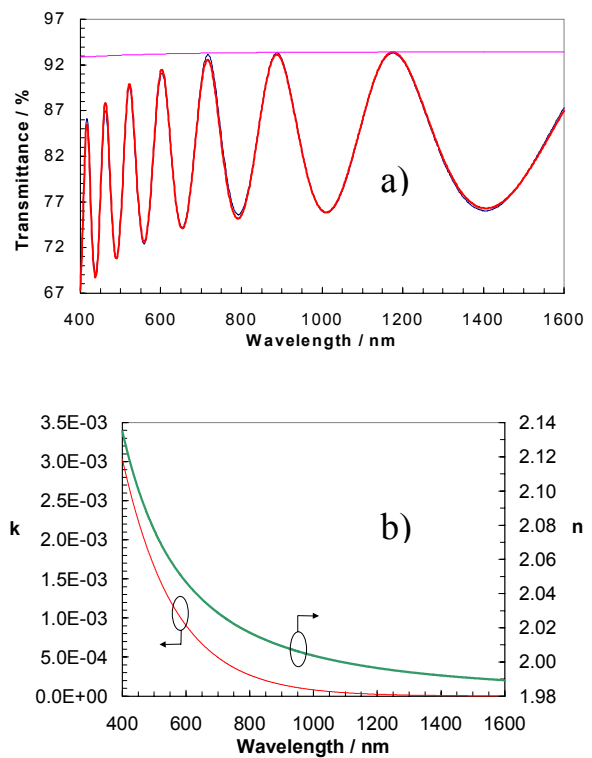 97
92
87
82
77
72
67
Transmittance / %
a)
400 600 800 1000 1200 1400 1600
Wavelength / nm
3.5E-03
3.0E-03
2.5E-03
2.0E-03
1.5E-03
1.0E-03
5.0E-04
0.0E+00
k
b)
2.14
2.12
2.10
2.08
2.06
2.04
2.02
2.00
1.98
n
400 600 800 1000 1200 1400 1600
Wavelength / nm